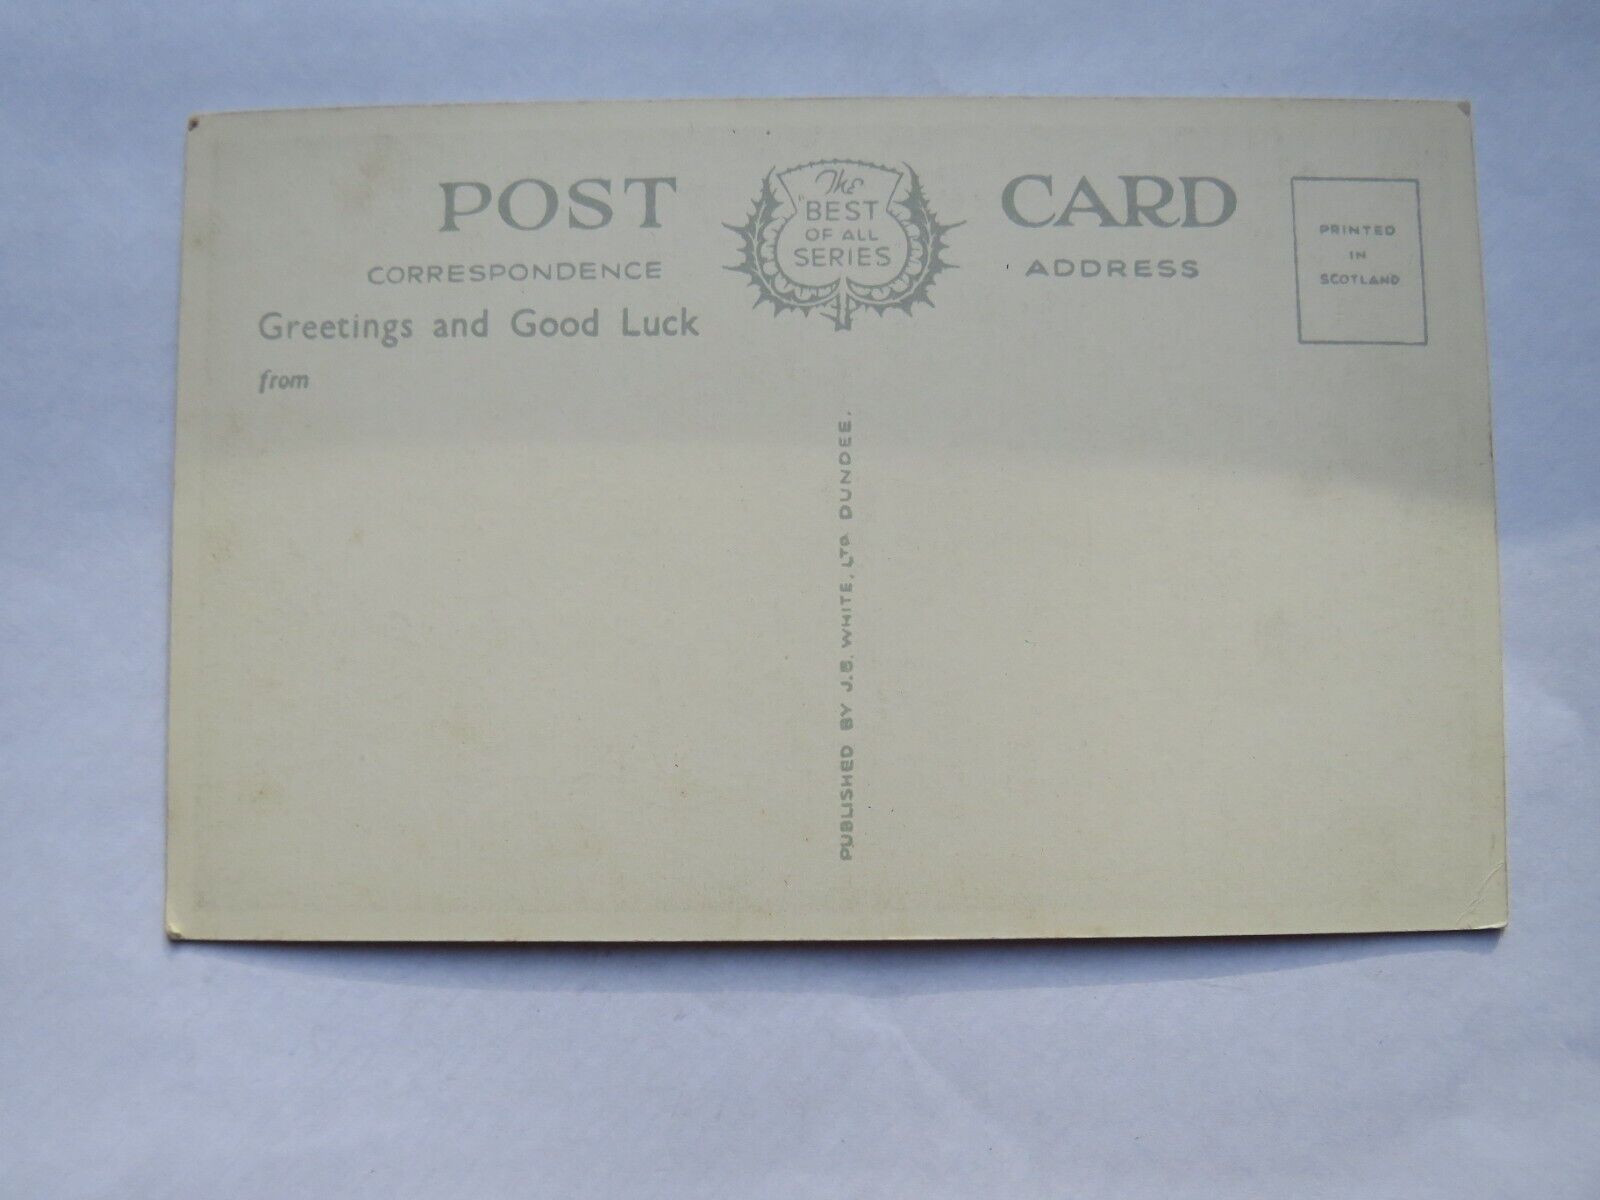 POST CARD
The
"BEST
OF ALL
SERIES
CORRESPONDENCE
ADDRESS
PRINTED
IN
SCOTLAND
Greetings and Good Luck
from
PUBLISHED BY J.B. WHITE, LTD DUNDEE.